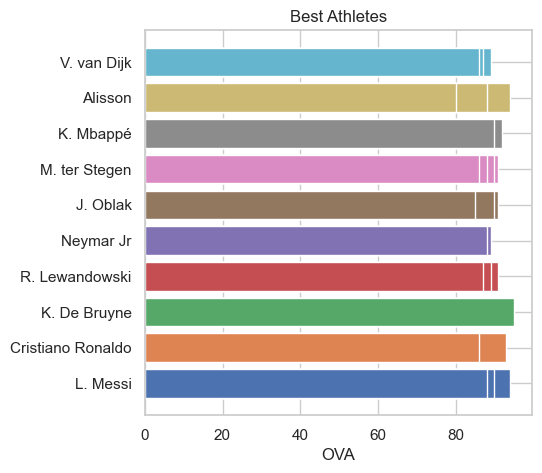 Best Athletes
V. van Dijk
Alisson
K. Mbappé
M. ter Stegen
J. Oblak
Neymar Jr
R. Lewandowski
K. De Bruyne
Cristiano Ronaldo
L. Messi
0 20 40 60 80
OVA